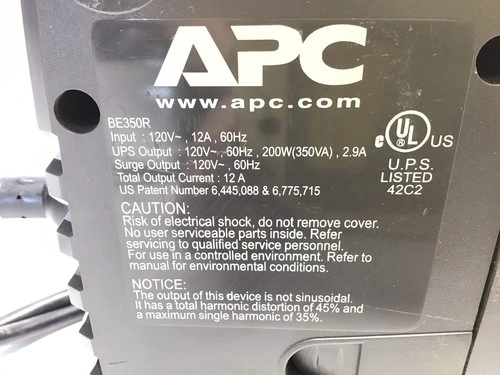 APC
www.apc.com
BE350R
Input : 120V~ , 12A , 60Hz
UPS Output : 120V~ , 60Hz , 200W(350VA) , 2.9A
Surge Output : 120V~ , 60Hz
Total Output Current : 12 A
US Patent Number 6,445,088 & 6,775,715
c UL US
U.P.S.
LISTED
42C2
CAUTION:
Risk of electrical shock, do not remove cover.
No user serviceable parts inside. Refer
servicing to qualified service personnel.
For use in a controlled environment. Refer to
manual for environmental conditions.
NOTICE:
The output of this device is not sinusoidal.
It has a total harmonic distortion of 45% and
a maximum single harmonic of 35%.